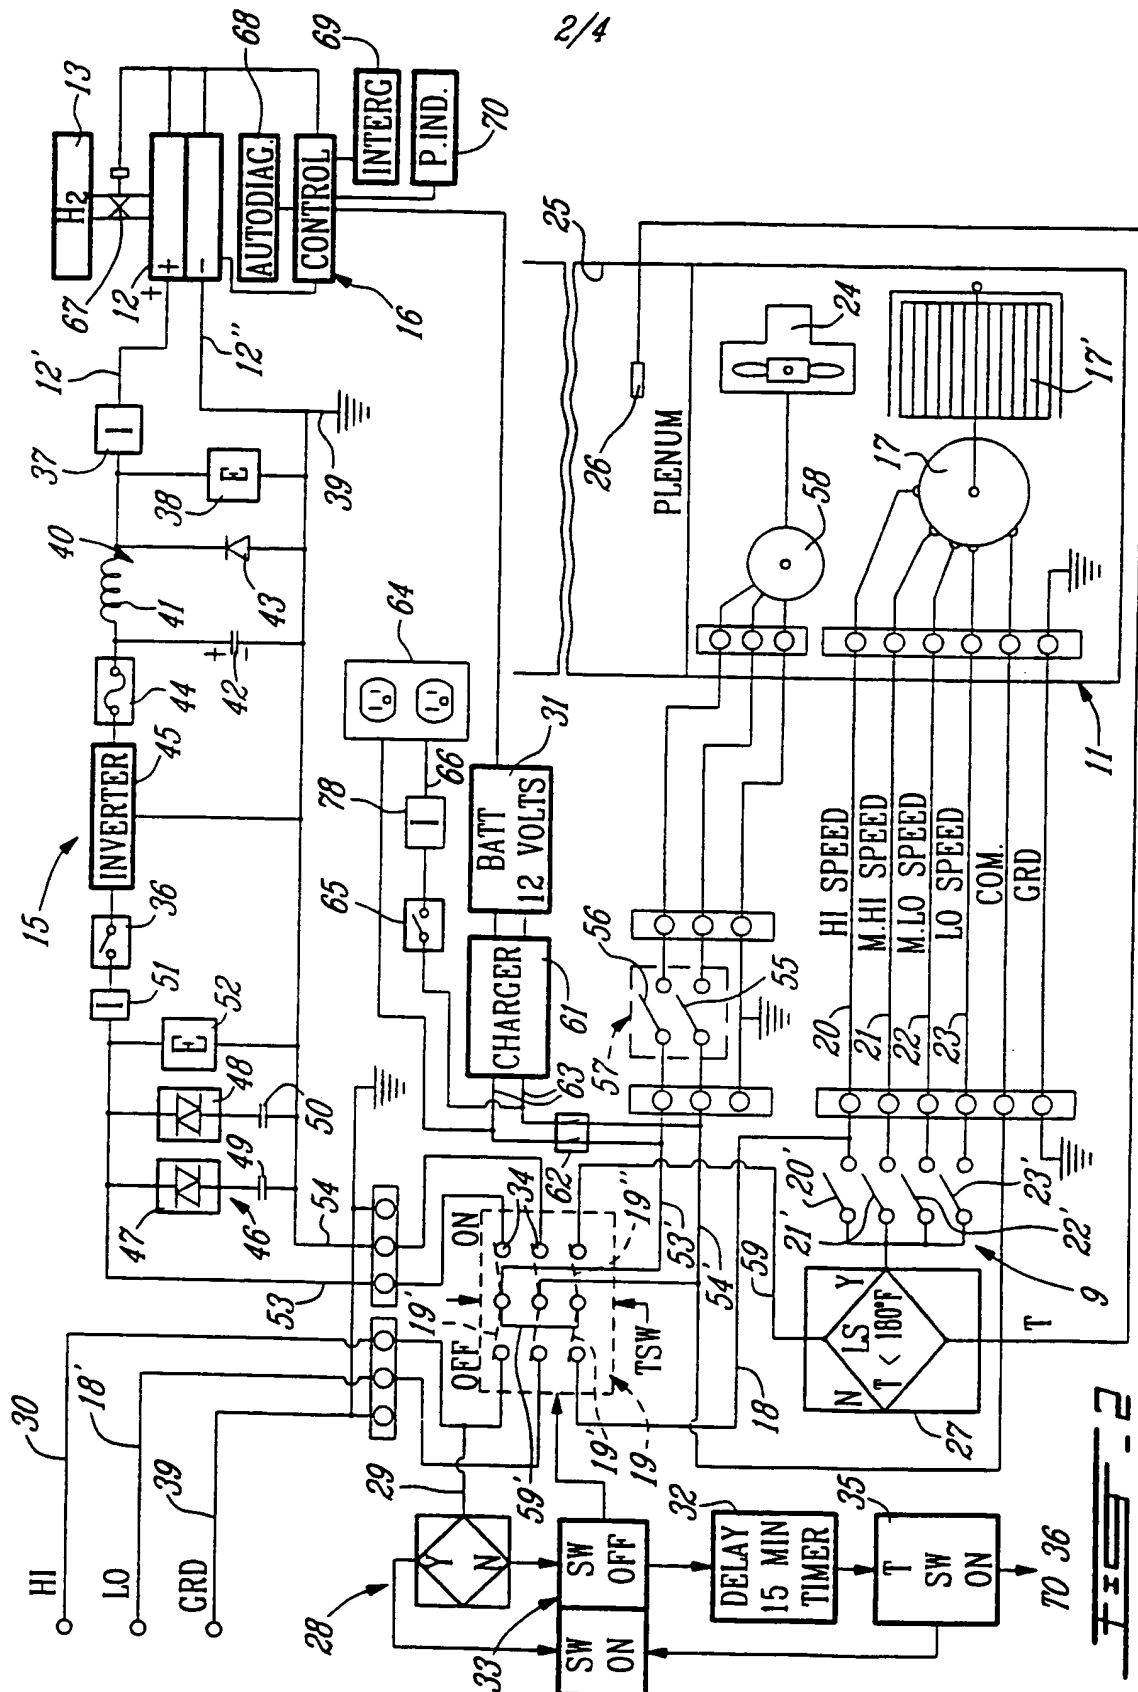 2/4
HI
LO
GRD
30
18'
39
29
28
Y
N
33
SW
ON
SW
OFF
32
DELAY
15 MIN
TIMER
35
T
SW
ON
TO 36
15
53
54
47
46
49
48
50
52
E
51
I
36
INVERTER
45
44
42
+
-
41
40
43
38
E
37
I
39
12'
12"
12
+
+
-
67
H2
13
AUTODIAG.
68
CONTROL
16
INTERG
69
P.IND.
70
OFF
ON
34
19'
19"
19'
19
TSW
59'
53'
54'
18
59
62
63
CHARGER
61
BATT
12 VOLTS
31
65
78
I
66
64
57
56
55
25
26
PLENUM
24
58
17
17'
11
HI SPEED
M.HI SPEED
M.LO SPEED
LO SPEED
COM.
GRD
20
21
22
23
20'
21'
22'
23'
9
N
LS
Y
T < 180°F
27
T
FIG - 2